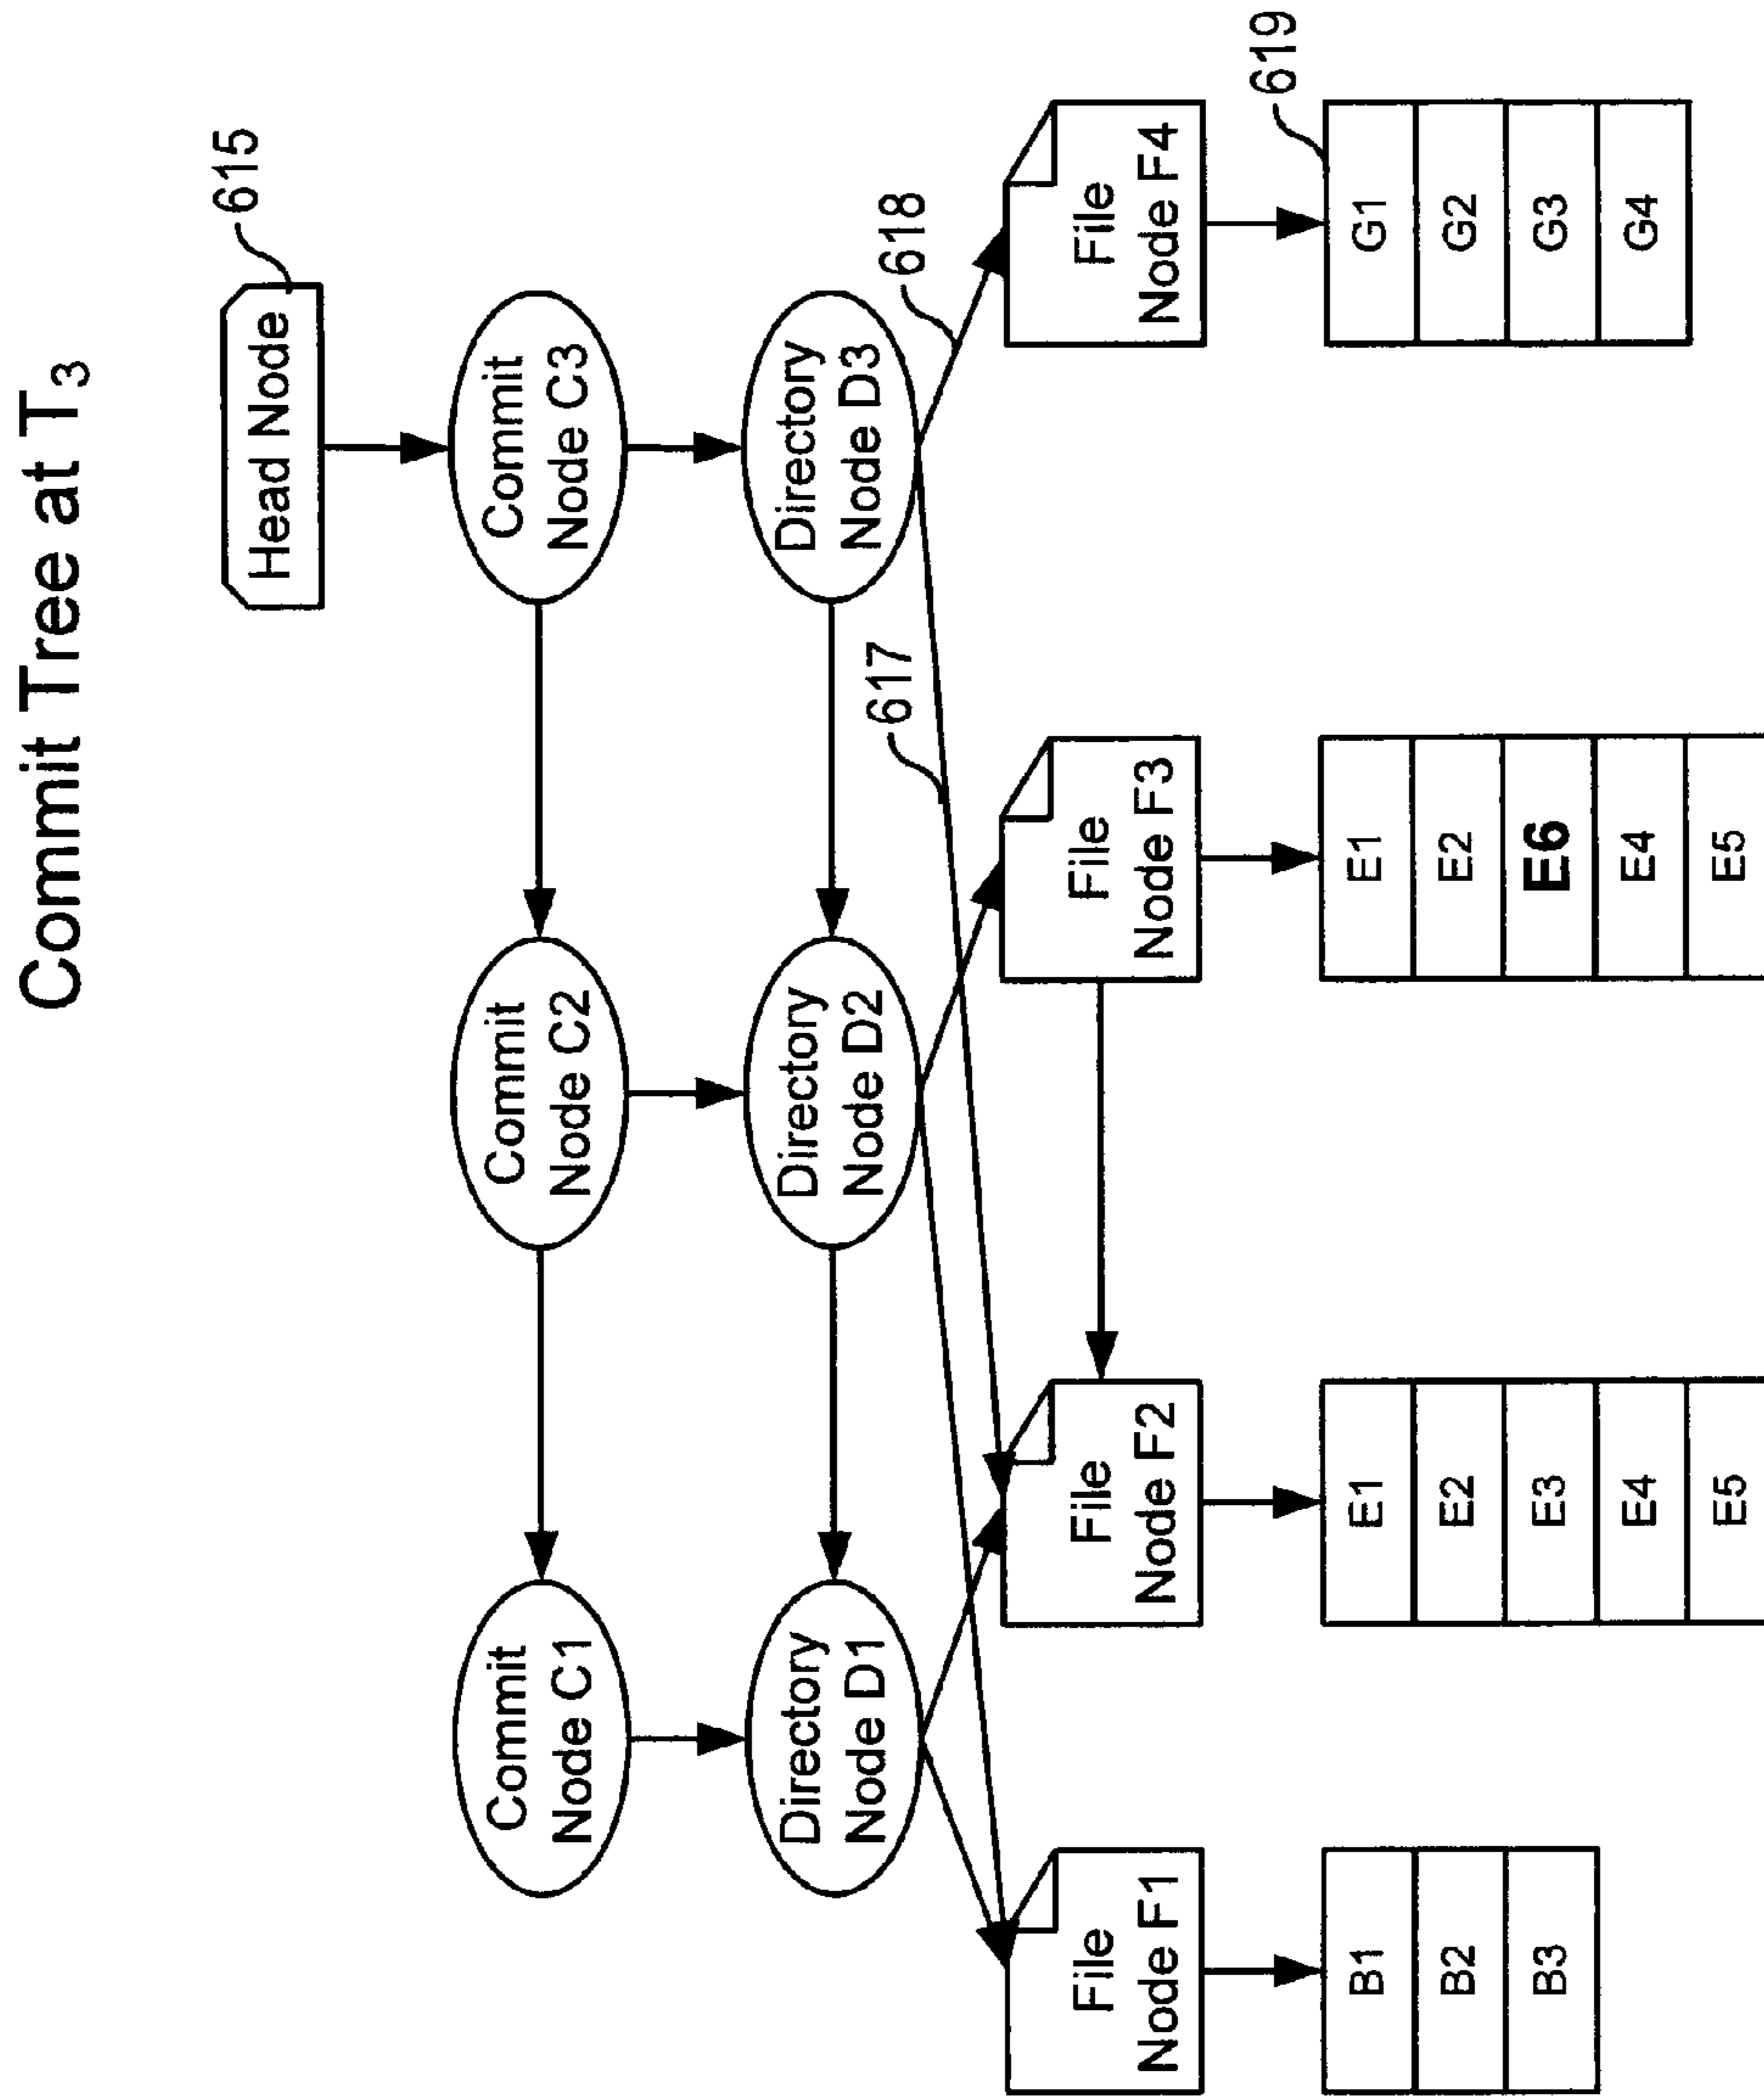 Commit Tree at T3
615
Head Node
Commit
Node C1
Commit
Node C2
Commit
Node C3
Directory
Node D1
Directory
Node D2
Directory
Node D3
617
618
File
Node F1
File
Node F2
File
Node F3
File
Node F4
619
B1
B2
B3
E1
E2
E3
E4
E5
E1
E2
E6
E4
E5
G1
G2
G3
G4